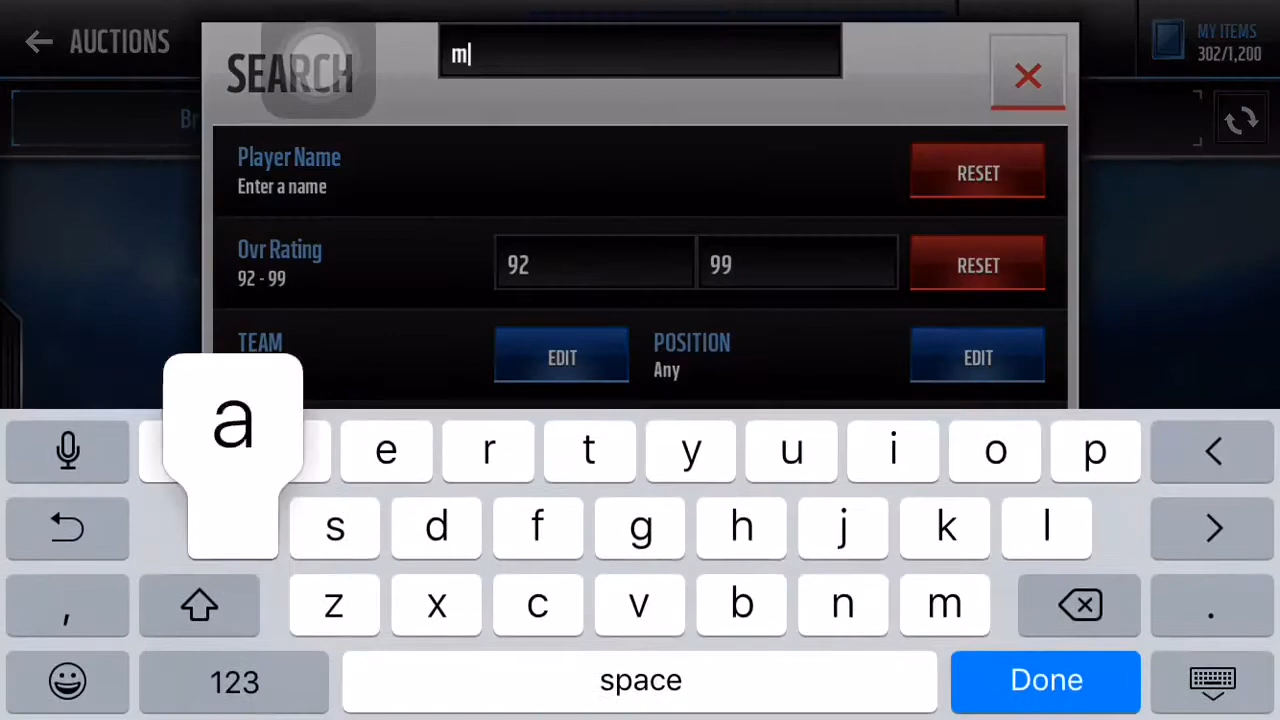 AUCTIONS
SEARCH
m
MY ITEMS
302/1,200
Br
Player Name
Enter a name
RESET
Ovr Rating
92 - 99
92
99
RESET
TEAM
EDIT
POSITION
Any
EDIT
a
e r t y u i o p <
s d f g h j k l >
, z x c v b n m .
123 space Done